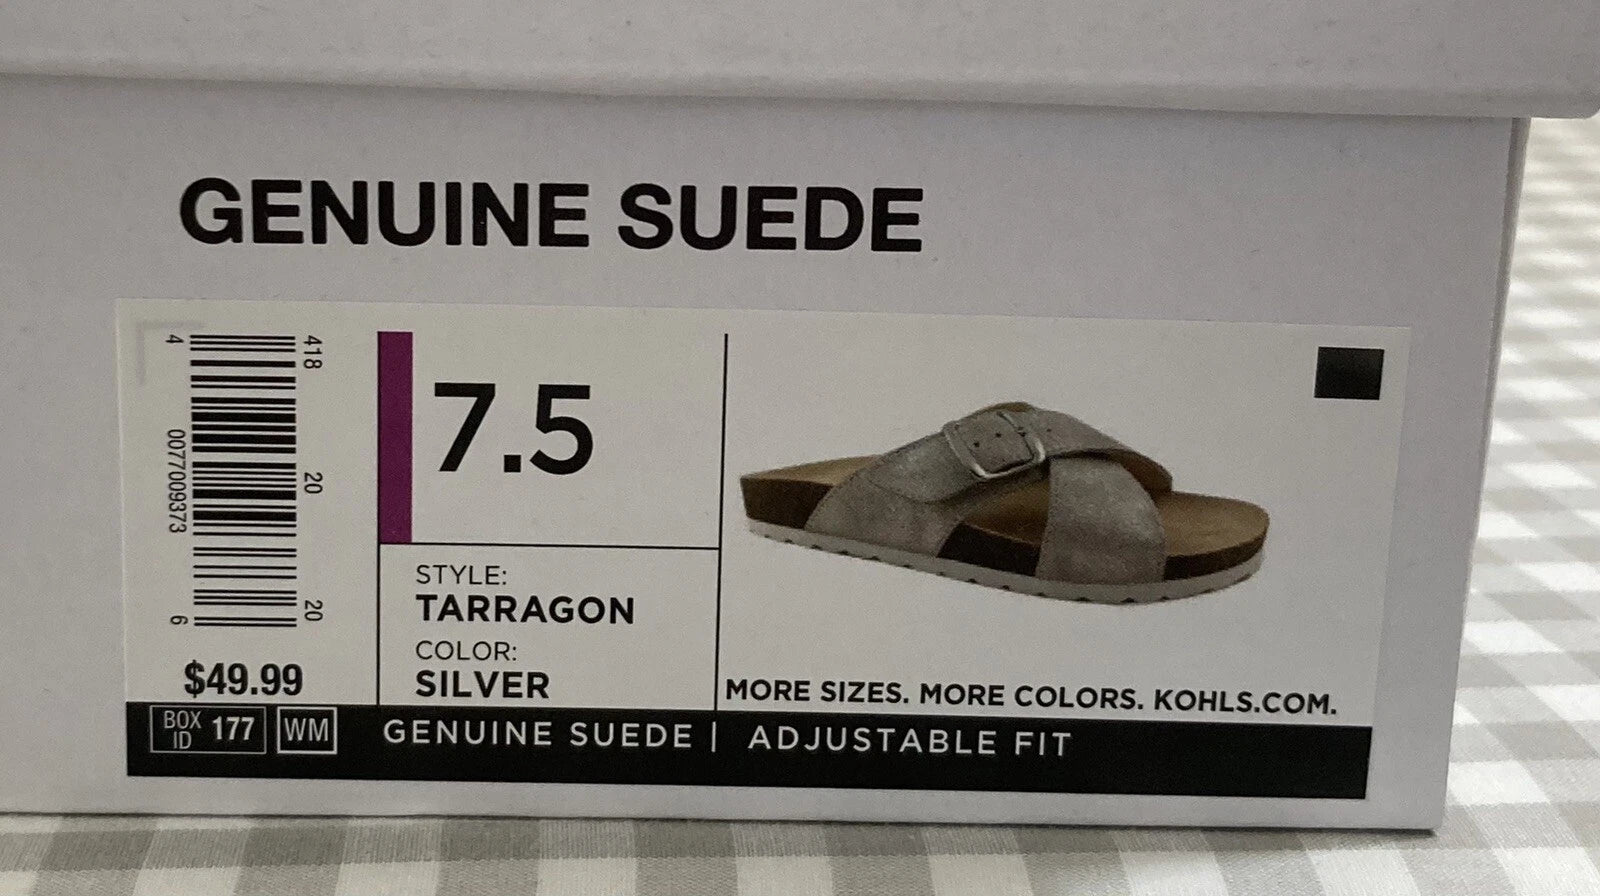 GENUINE SUEDE
4 007709373 6
418 20 20
$49.99
7.5
STYLE:
TARRAGON
COLOR:
SILVER
MORE SIZES. MORE COLORS. KOHLS.COM.
BOX ID 177 WM
GENUINE SUEDE | ADJUSTABLE FIT